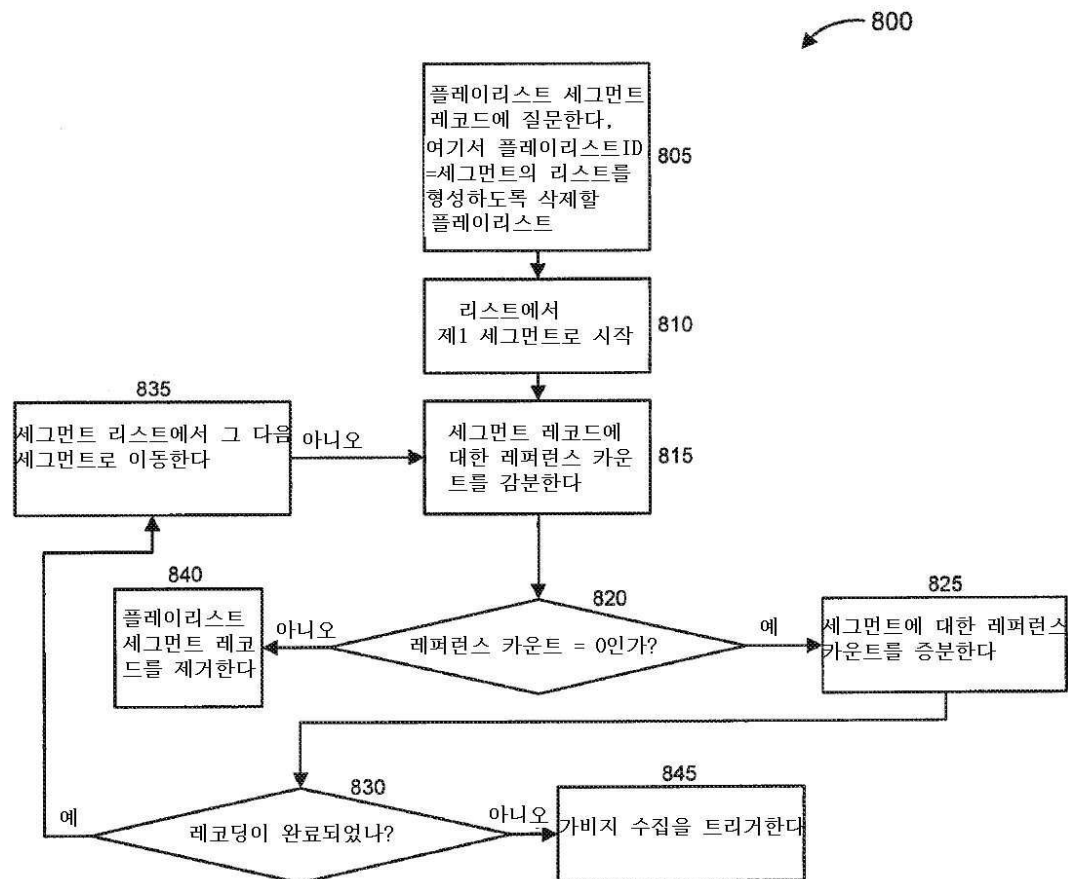 800
플레이리스트 세그먼트
레코드에 질문한다,
여기서 플레이리스트ID
=세그먼트의 리스트를
형성하도록 삭제할
플레이리스트
805
리스트에서
제1 세그먼트로 시작
810
835
세그먼트 리스트에서 그 다음
세그먼트로 이동한다
아니오
세그먼트 레코드에
대한 레퍼런스 카운
트를 감분한다
815
840
플레이리스트
세그먼트 레코
드를 제거한다
아니오
820
레퍼런스 카운트 = 0인가?
예
825
세그먼트에 대한 레퍼런스
카운트를 증분한다
830
예
레코딩이 완료되었나?
아니오
845
가비지 수집을 트리거한다